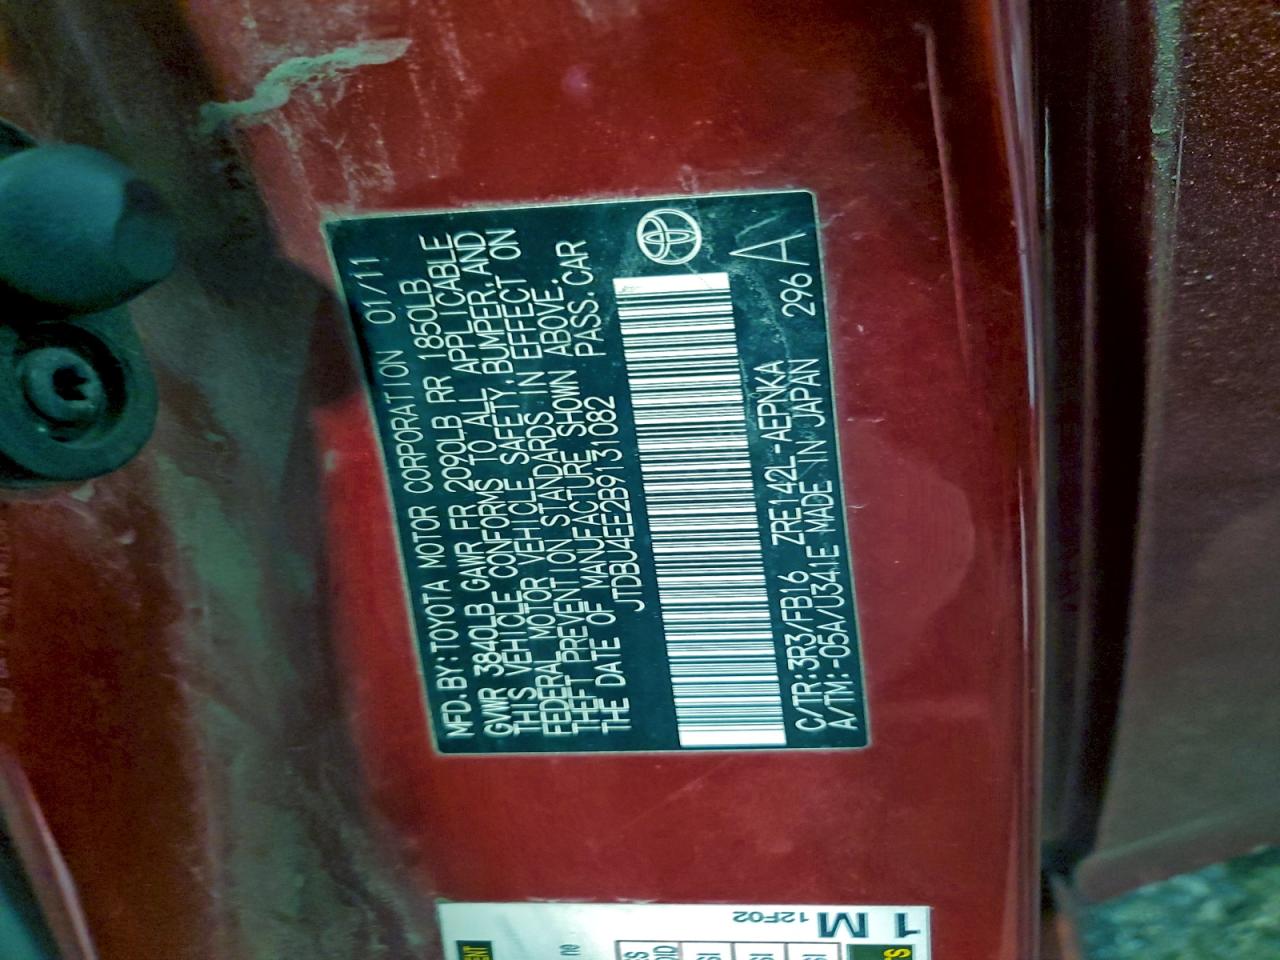 MFD. BY: TOYOTA MOTOR CORPORATION 01/11
GVWR 3840LB GAWR FR 2090LB RR 1850LB
THIS VEHICLE CONFORMS TO ALL APPLICABLE
FEDERAL MOTOR VEHICLE SAFETY, BUMPER, AND
THEFT PREVENTION STANDARDS IN EFFECT ON
THE DATE OF MANUFACTURE SHOWN ABOVE.
JTDBU4EE2B9131082 PASS. CAR
C/TR: 3R3/FB16 ZRE142L-AEPNKA 296 A
A/TM: -05A/U341E MADE IN JAPAN
1 M
12F02